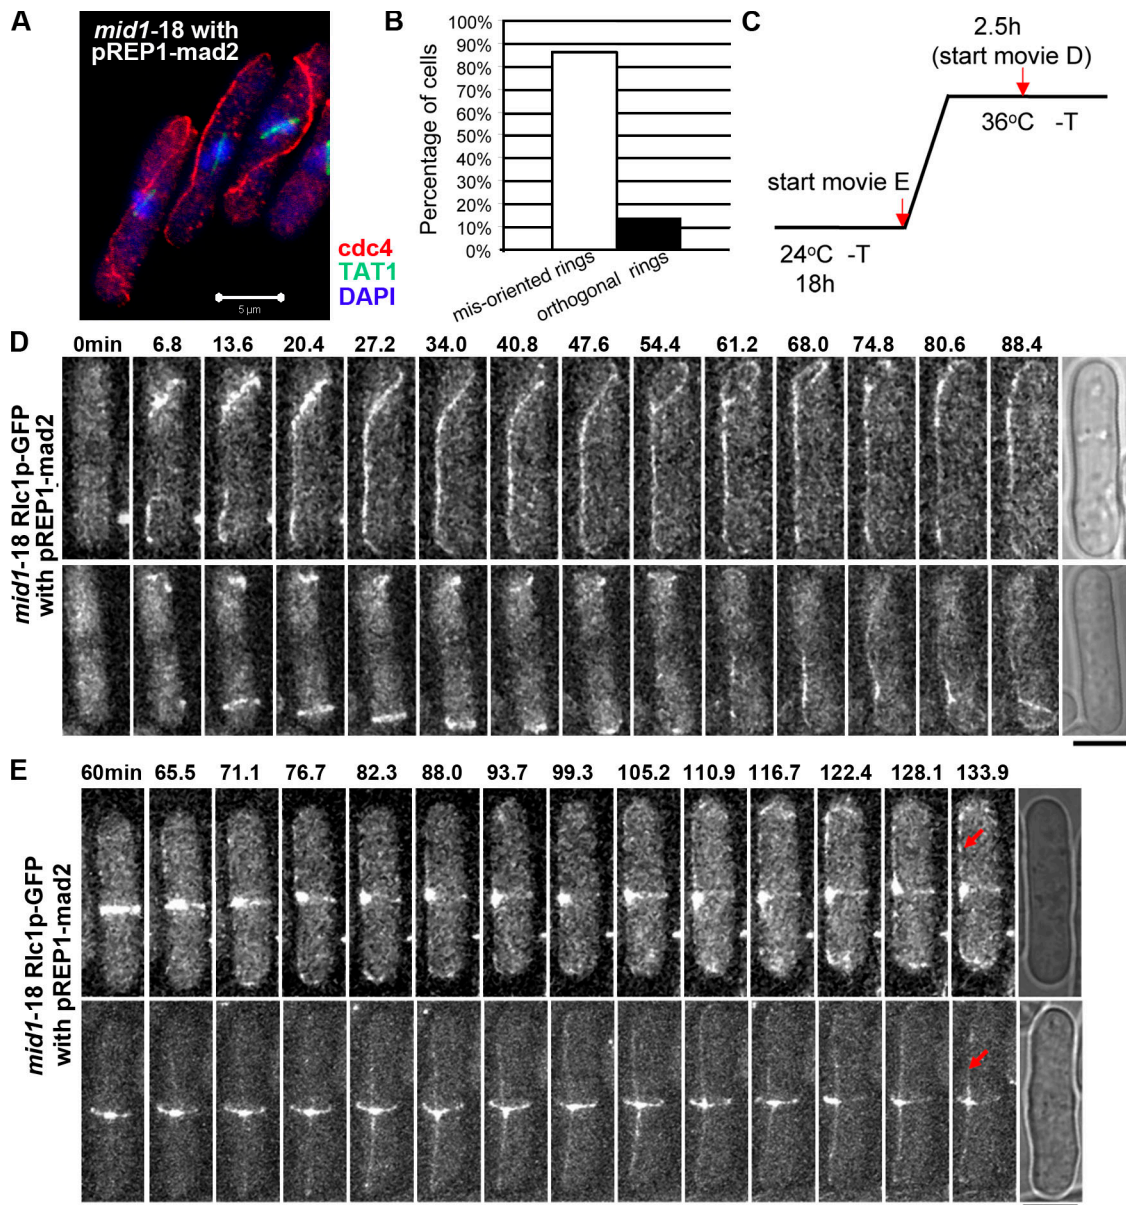 A
mid1-18 with
pREP1-mad2
5 µm
cdc4
TAT1
DAPI
B
Percentage of cells
100%
90%
80%
70%
60%
50%
40%
30%
20%
10%
0%
mis-oriented rings
orthogonal rings
C
2.5h
(start movie D)
36°C -T
start movie E
24°C -T
18h
D
0min 6.8 13.6 20.4 27.2 34.0 40.8 47.6 54.4 61.2 68.0 74.8 80.6 88.4
mid1-18 Rlc1p-GFP
with pREP1-mad2
E
60min 65.5 71.1 76.7 82.3 88.0 93.7 99.3 105.2 110.9 116.7 122.4 128.1 133.9
mid1-18 Rlc1p-GFP
with pREP1-mad2